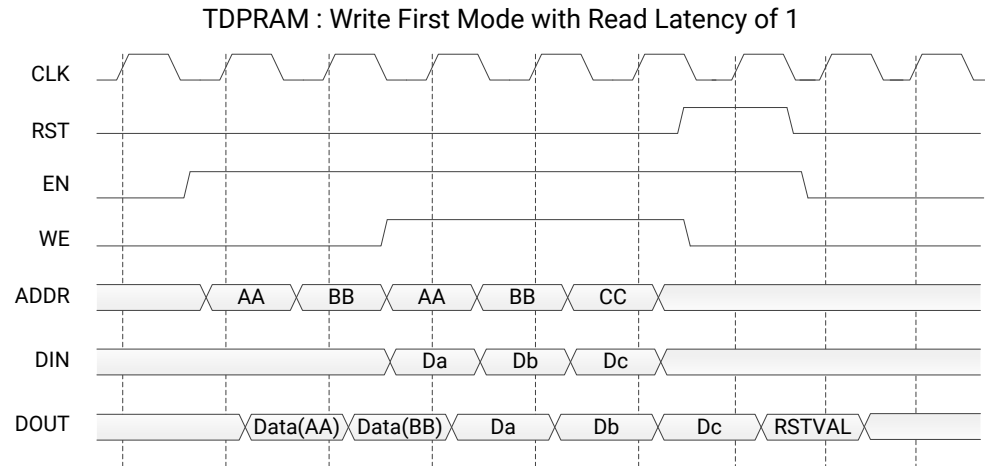 TDPRAM : Write First Mode with Read Latency of 1
CLK
RST
EN
WE
ADDR AA BB AA BB CC
DIN Da Db Dc
DOUT Data(AA) Data(BB) Da Db Dc RSTVAL